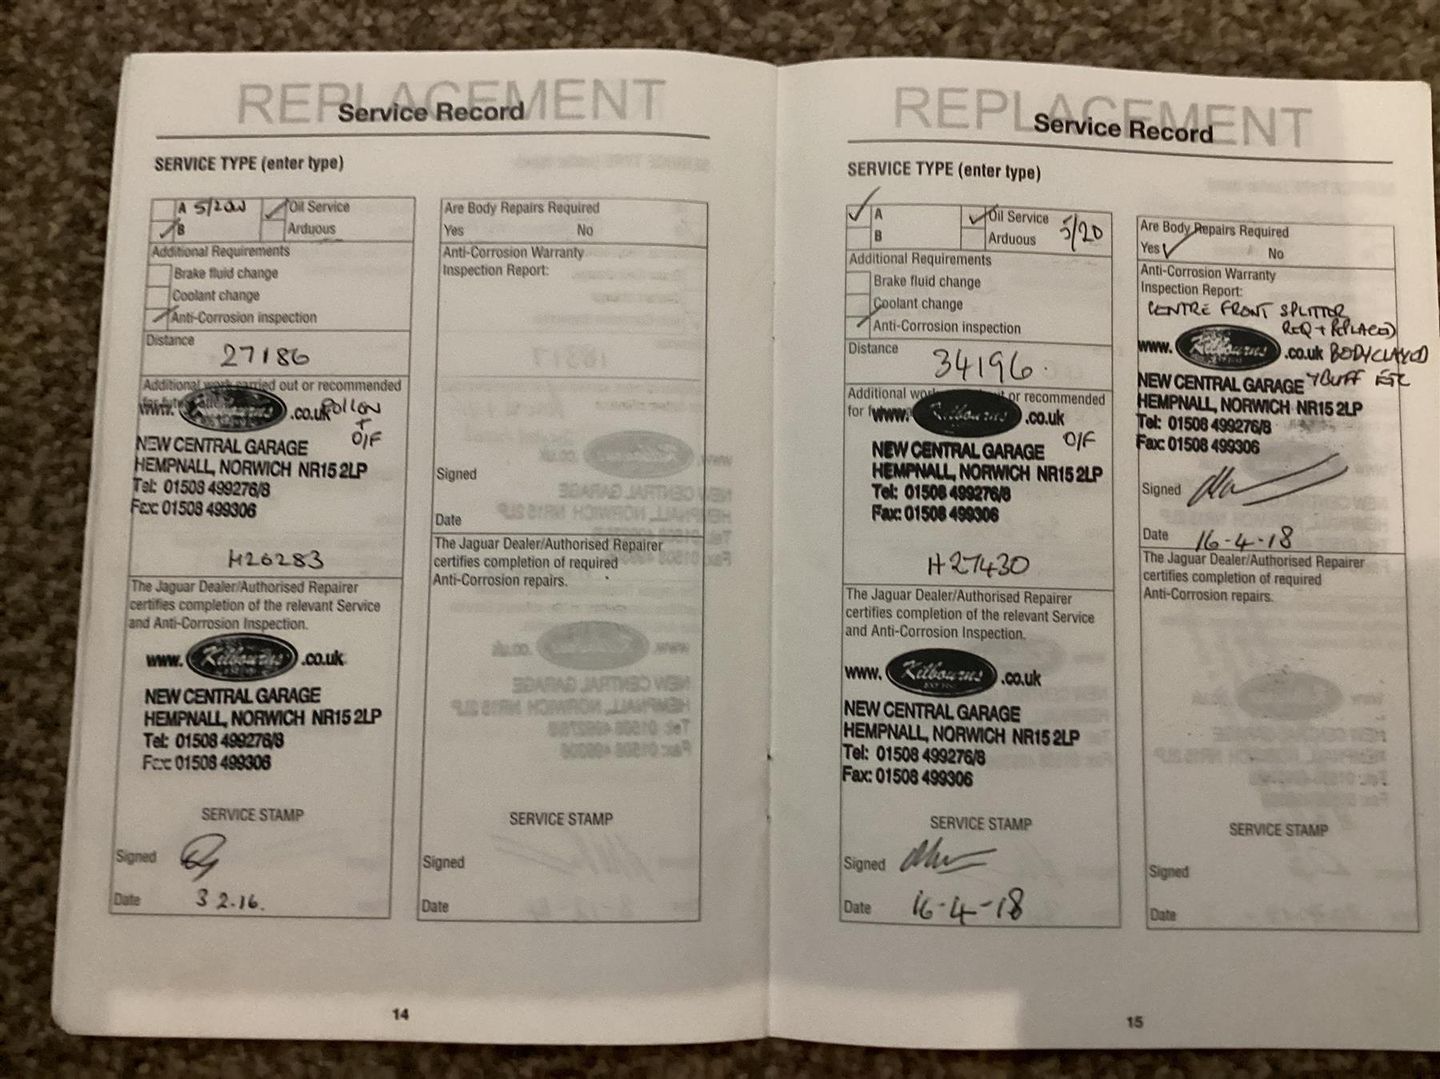 REPLACEMENT
Service Record
SERVICE TYPE (enter type)
A 5/20W Oil Service
B Arduous
Additional Requirements
Brake fluid change
Coolant change
Anti-Corrosion inspection
Distance
27186
Additional work carried out or recommended
www. Kilbourns .co.uk POLLEN
+
O/F
NEW CENTRAL GARAGE
HEMPNALL, NORWICH NR15 2LP
Tel: 01508 499276/8
Fax: 01508 499306
H26283
The Jaguar Dealer/Authorised Repairer
certifies completion of the relevant Service
and Anti-Corrosion Inspection.
www. Kilbourns .co.uk
NEW CENTRAL GARAGE
HEMPNALL, NORWICH NR15 2LP
Tel: 01508 499276/8
Fax: 01508 499306
SERVICE STAMP
Signed
Date 3 2.16.
Are Body Repairs Required
Yes No
Anti-Corrosion Warranty
Inspection Report:
Signed
Date
The Jaguar Dealer/Authorised Repairer
certifies completion of required
Anti-Corrosion repairs.
SERVICE STAMP
Signed
Date
14
REPLACEMENT
Service Record
SERVICE TYPE (enter type)
A Oil Service
B Arduous 5/20
Additional Requirements
Brake fluid change
Coolant change
Anti-Corrosion inspection
Distance
34196.
Additional or recommended
for
www. Kilbourns .co.uk
O/F
NEW CENTRAL GARAGE
HEMPNALL, NORWICH NR15 2LP
Tel: 01508 499276/8
Fax: 01508 499306
H27430
The Jaguar Dealer/Authorised Repairer
certifies completion of the relevant Service
and Anti-Corrosion Inspection.
www. Kilbourns .co.uk
NEW CENTRAL GARAGE
HEMPNALL, NORWICH NR15 2LP
Tel: 01508 499276/8
Fax: 01508 499306
SERVICE STAMP
Signed
Date 16-4-18
Are Body Repairs Required
Yes No
Anti-Corrosion Warranty
Inspection Report:
CENTRE FRONT SPLITTOR
REQ + REPLACED
www. Kilbourns .co.uk BODYCLAYED
NEW CENTRAL GARAGE + BUFF ETC
HEMPNALL, NORWICH NR15 2LP
Tel: 01508 499276/8
Fax: 01508 499306
Signed
Date 16-4-18
The Jaguar Dealer/Authorised Repairer
certifies completion of required
Anti-Corrosion repairs.
SERVICE STAMP
Signed
Date
15